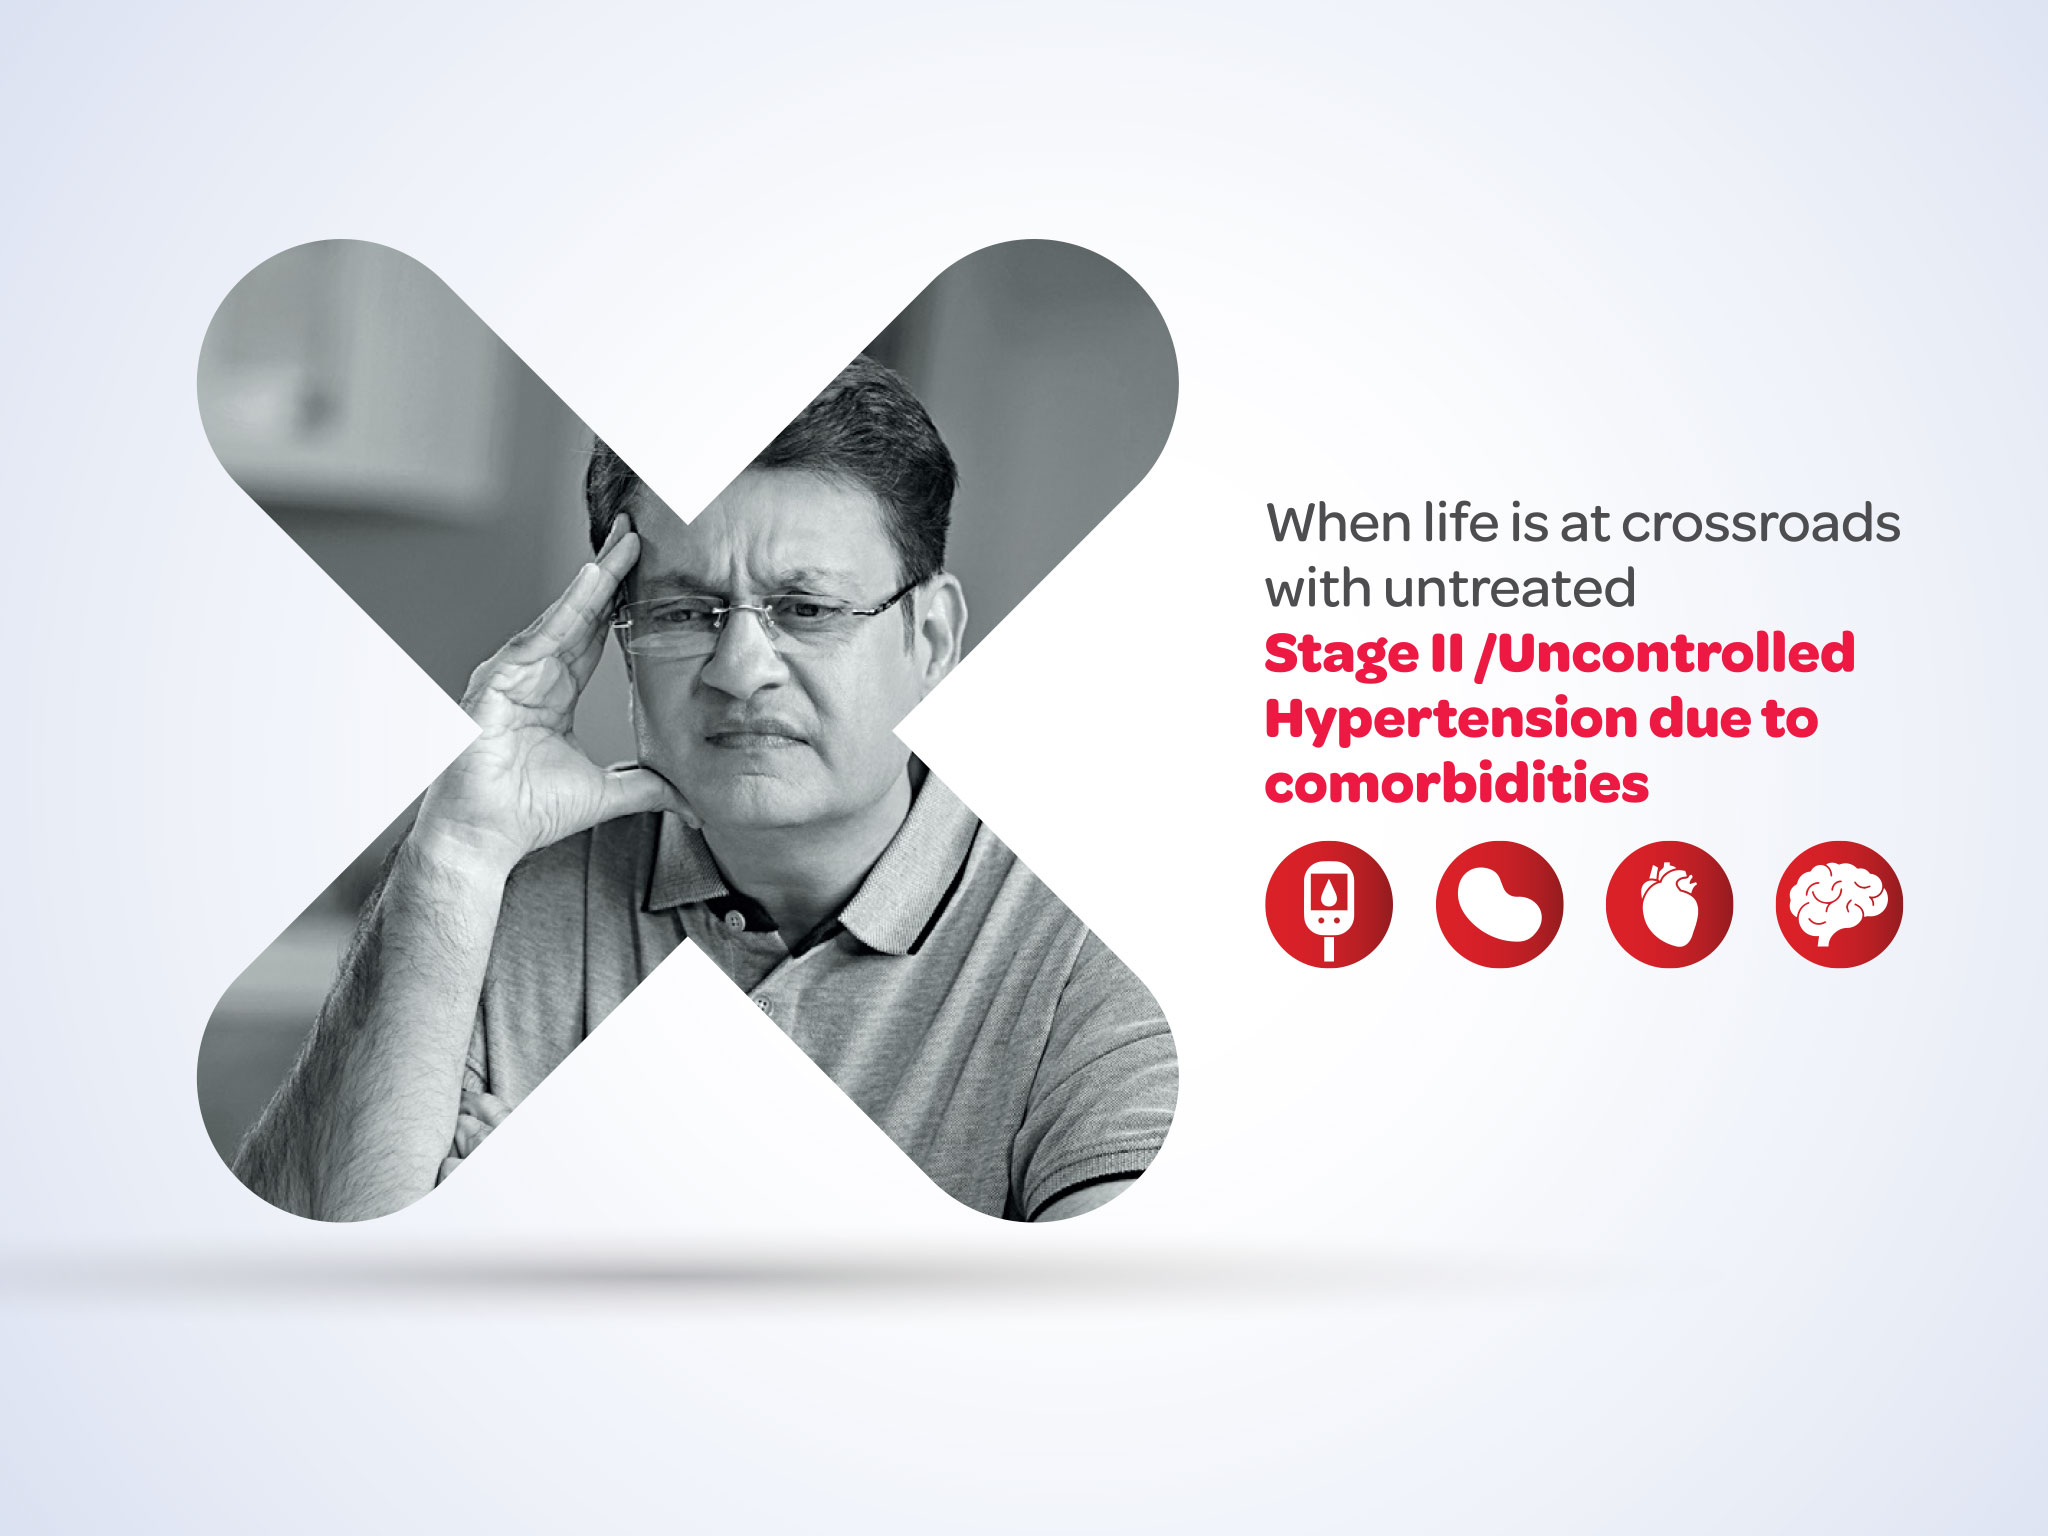 When life is at crossroads
with untreated
Stage II /Uncontrolled
Hypertension due to
comorbidities